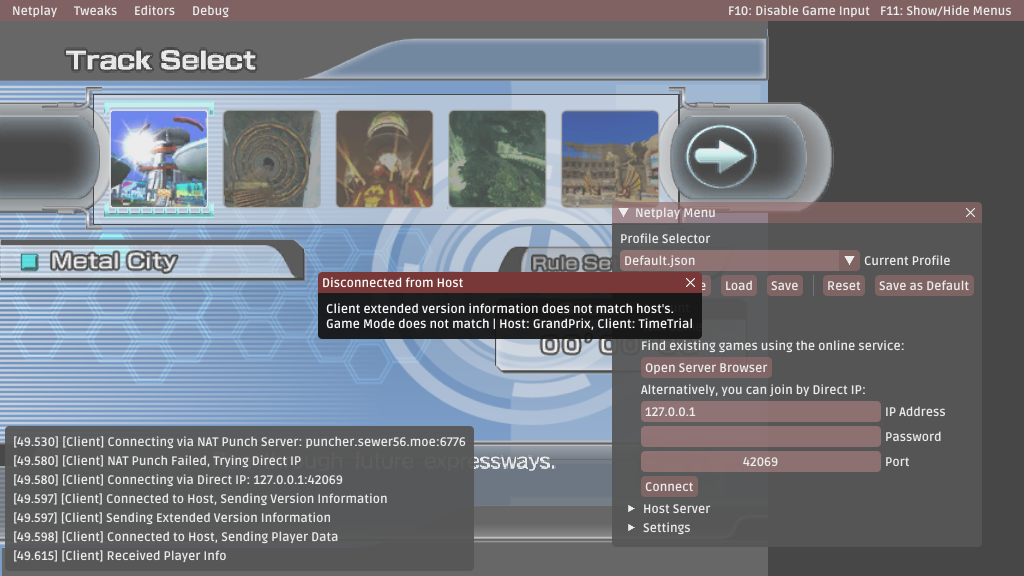 Netplay Tweaks Editors Debug F10: Disable Game Input F11: Show/Hide Menus
Track Select
Netplay Menu
Profile Selector
Metal City
Rule Se
Default.json Current Profile
Disconnected from Host
Load Save Reset Save as Default
Client extended version information does not match host's.
Game Mode does not match | Host: GrandPrix, Client: TimeTrial
Find existing games using the online service:
Open Server Browser
Alternatively, you can join by Direct IP:
127.0.0.1 IP Address
Password
42069 Port
Connect
Host Server
Settings
[49.530] [Client] Connecting via NAT Punch Server: puncher.sewer56.moe:6776
[49.580] [Client] NAT Punch Failed, Trying Direct IP
through future expressways.
[49.580] [Client] Connecting via Direct IP: 127.0.0.1:42069
[49.597] [Client] Connected to Host, Sending Version Information
[49.597] [Client] Sending Extended Version Information
[49.598] [Client] Connected to Host, Sending Player Data
[49.615] [Client] Received Player Info